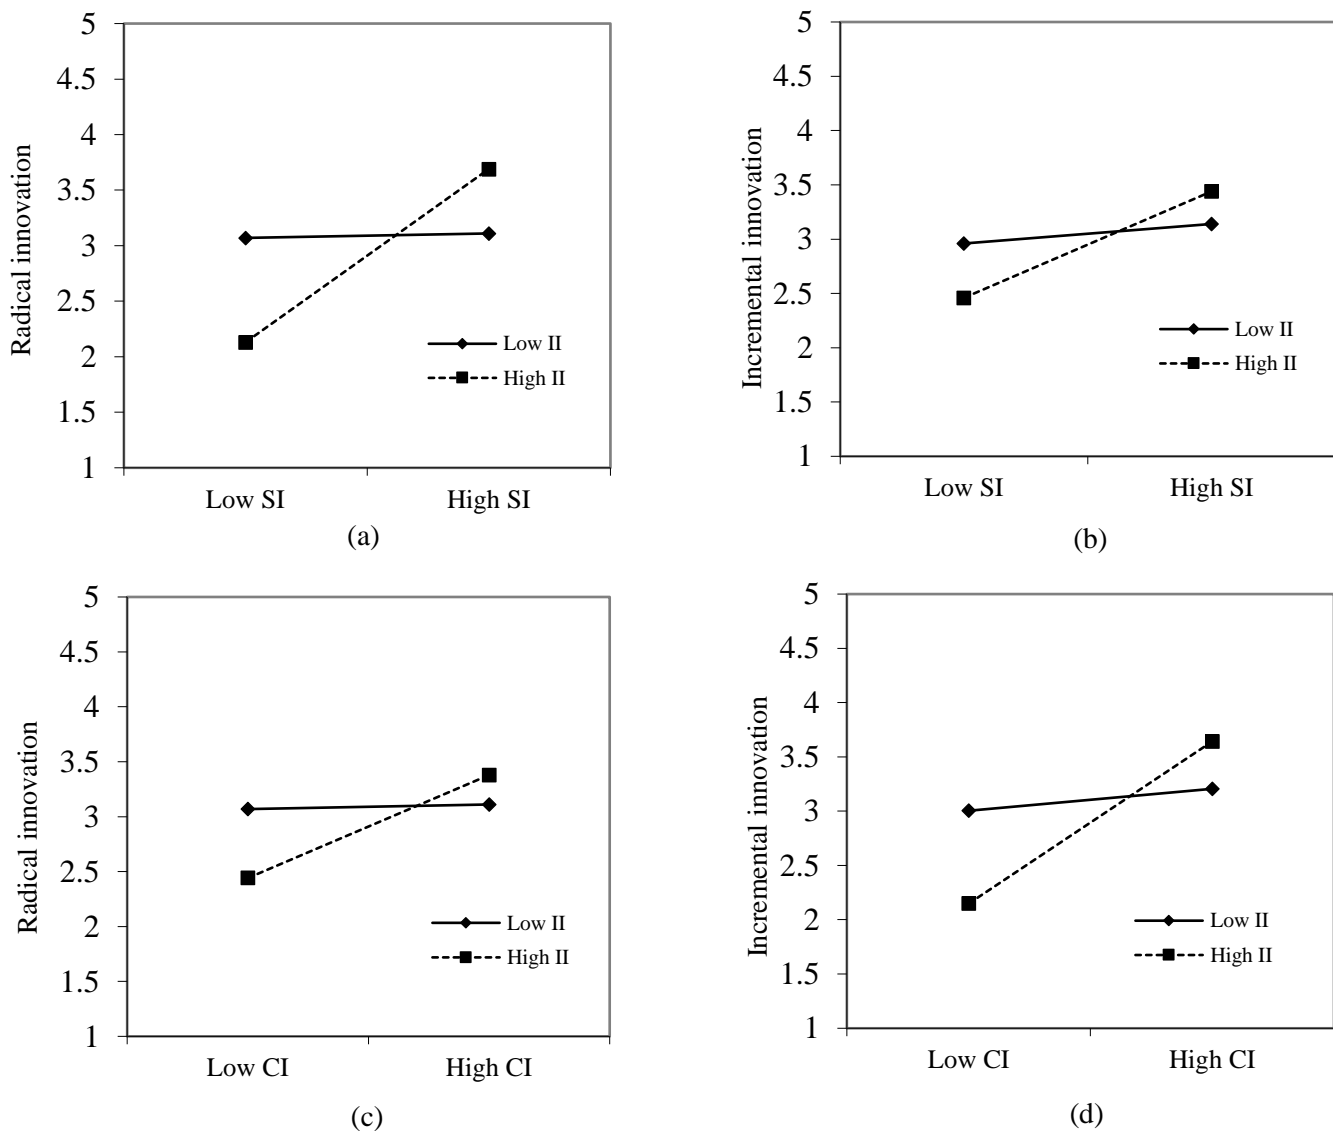 Radical innovation
5
4.5
4
3.5
3
2.5
2
1.5
1
Low II
High II
Low SI
High SI
(a)
Incremental innovation
5
4.5
4
3.5
3
2.5
2
1.5
1
Low II
High II
Low SI
High SI
(b)
Radical innovation
5
4.5
4
3.5
3
2.5
2
1.5
1
Low II
High II
Low CI
High CI
(c)
Incremental innovation
5
4.5
4
3.5
3
2.5
2
1.5
1
Low II
High II
Low CI
High CI
(d)